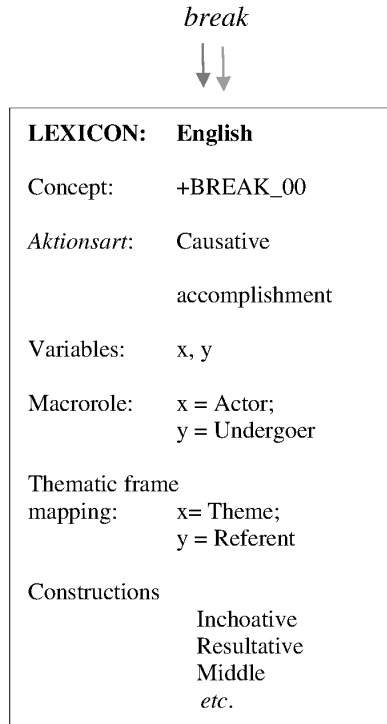 break
LEXICON: English
Concept: +BREAK_00
Aktionsart: Causative
accomplishment
Variables: x, y
Macrorole: x = Actor;
y = Undergoer
Thematic frame
mapping: x= Theme;
y = Referent
Constructions
Inchoative
Resultative
Middle
etc.